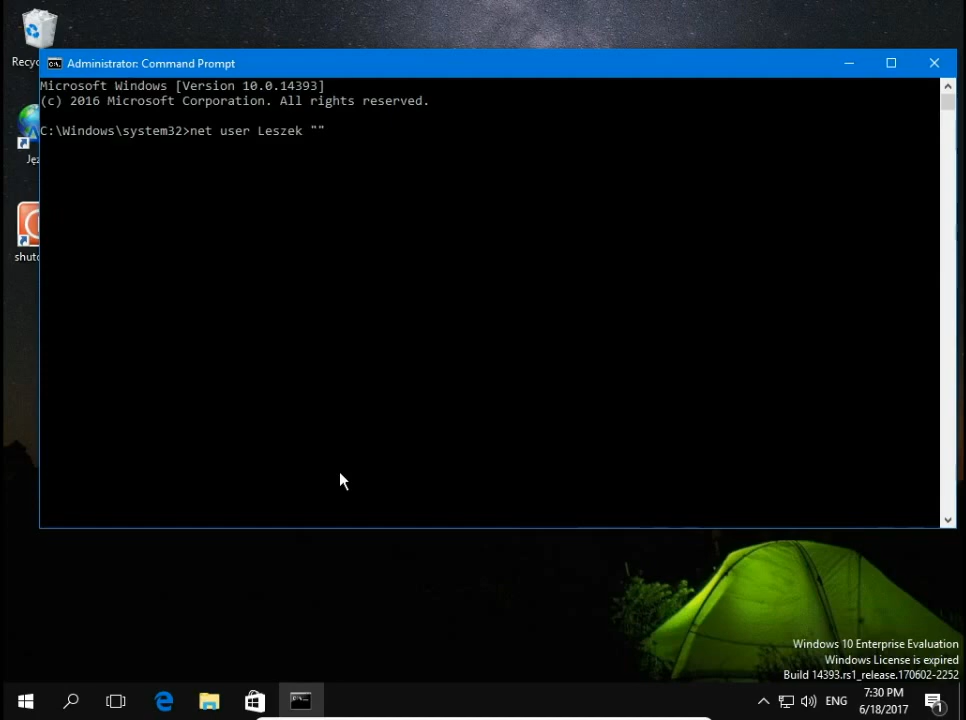 Recyc
Administrator: Command Prompt
Microsoft Windows [Version 10.0.14393]
(c) 2016 Microsoft Corporation. All rights reserved.
C:\Windows\system32>net user Leszek ""
Jęz
shutd
Windows 10 Enterprise Evaluation
Windows License is expired
Build 14393.rs1_release.170602-2252
ENG
7:30 PM
6/18/2017
1